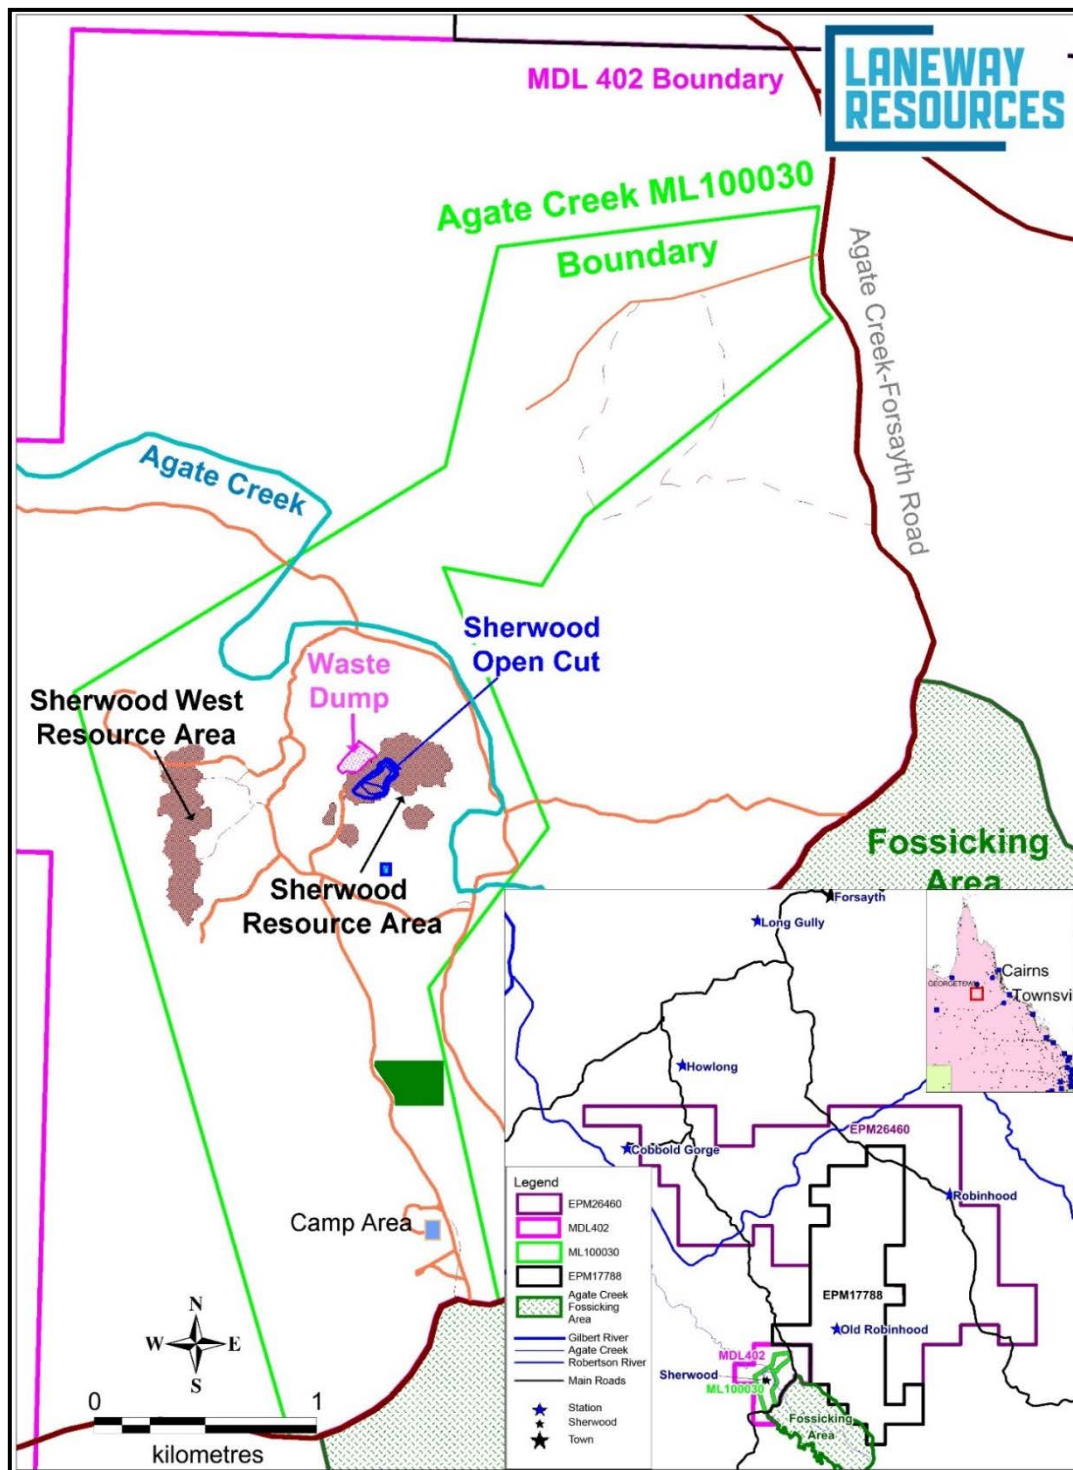 LANEWAY
RESOURCES
MDL 402 Boundary
Agate Creek ML100030
Boundary
Agate Creek-Forsayth Road
Agate Creek
Sherwood
Open Cut
Waste
Dump
Sherwood West
Resource Area
Fossicking
Area
Sherwood
Resource Area
Camp Area
N
W E
S
0 1
kilometres
Forsayth
Long Gully
Cairns
GEORGETOWN
Townsvi
Howlong
EPM26460
Cobbold Gorge
Robinhood
EPM17788
Old Robinhood
MDL402
Sherwood
ML100030
Fossicking
Area
Legend
EPM26460
MDL402
ML100030
EPM17788
Agate Creek
Fossicking
Area
Gilbert River
Agate Creek
Robertson River
Main Roads
Station
Sherwood
Town